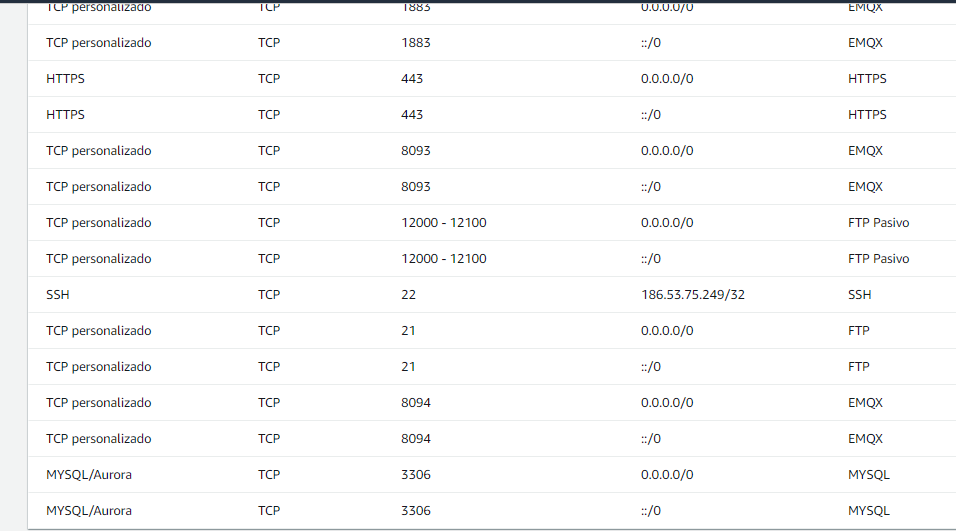 TCP personalizado TCP 1883 0.0.0.0/0 EMQX
TCP personalizado TCP 1883 ::/0 EMQX
HTTPS TCP 443 0.0.0.0/0 HTTPS
HTTPS TCP 443 ::/0 HTTPS
TCP personalizado TCP 8093 0.0.0.0/0 EMQX
TCP personalizado TCP 8093 ::/0 EMQX
TCP personalizado TCP 12000 - 12100 0.0.0.0/0 FTP Pasivo
TCP personalizado TCP 12000 - 12100 ::/0 FTP Pasivo
SSH TCP 22 186.53.75.249/32 SSH
TCP personalizado TCP 21 0.0.0.0/0 FTP
TCP personalizado TCP 21 ::/0 FTP
TCP personalizado TCP 8094 0.0.0.0/0 EMQX
TCP personalizado TCP 8094 ::/0 EMQX
MYSQL/Aurora TCP 3306 0.0.0.0/0 MYSQL
MYSQL/Aurora TCP 3306 ::/0 MYSQL